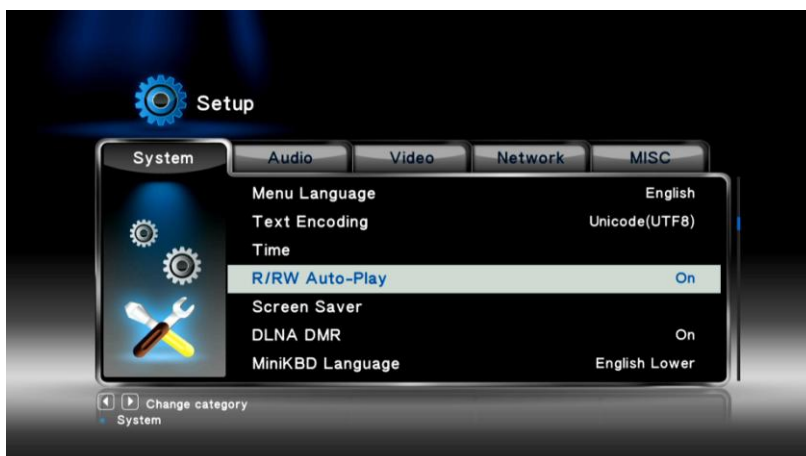 Setup
System Audio Video Network MISC
Menu Language English
Text Encoding Unicode(UTF8)
Time
R/RW Auto-Play On
Screen Saver
DLNA DMR On
MiniKBD Language English Lower
Change category
System